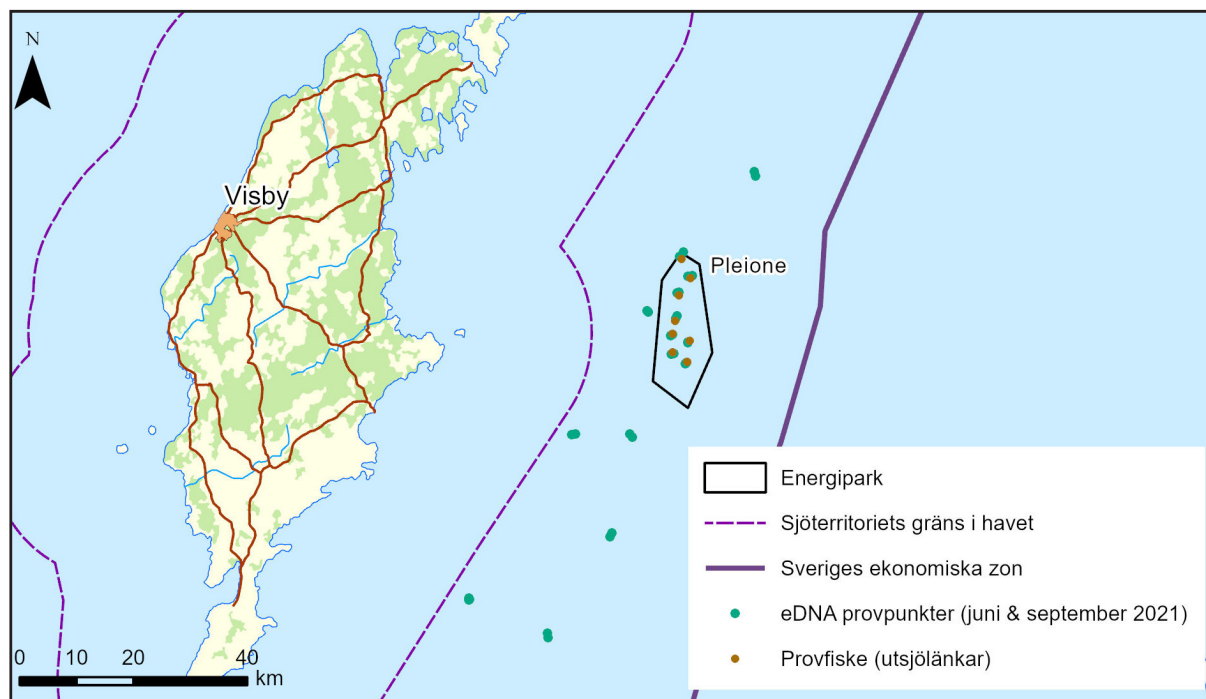 N
Visby
Pleione
Energipark
Sjöterritoriets gräns i havet
Sveriges ekonomiska zon
eDNA provpunkter (juni & september 2021)
Provfiske (utsjölänkar)
0 10 20 40
km